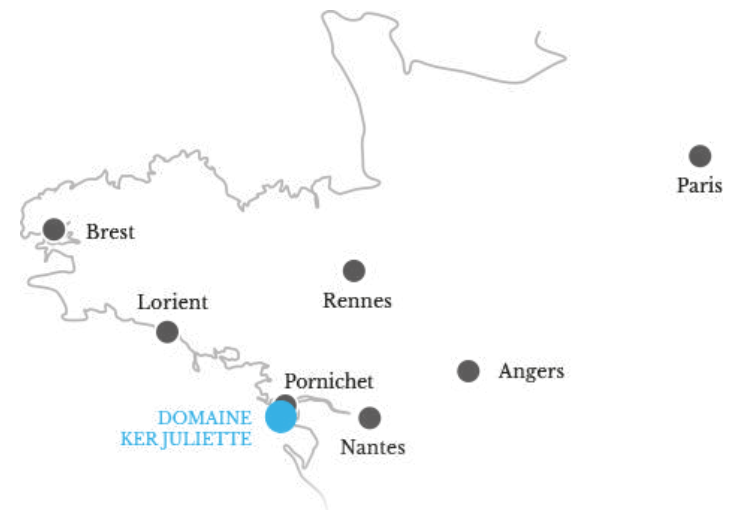 Paris
Brest
Lorient
Rennes
Angers
Pornichet
DOMAINE
KER JULIETTE
Nantes